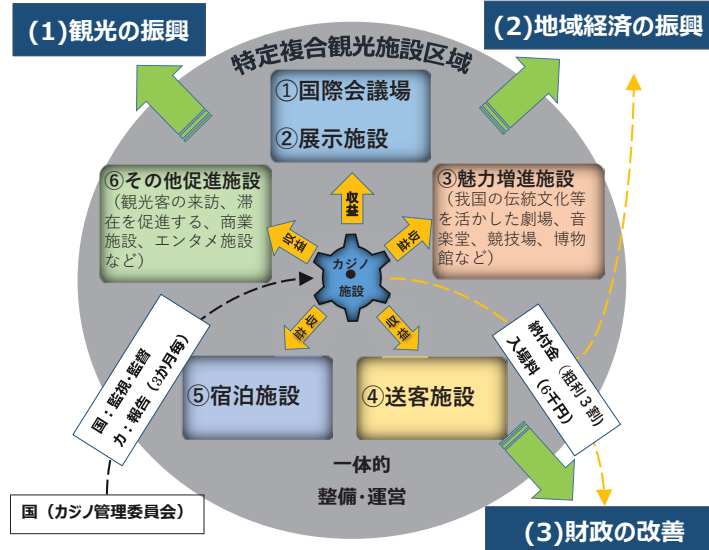 (1)観光の振興
(2)地域経済の振興
特定複合観光施設区域
①国際会議場
②展示施設
⑥その他促進施設
（観光客の来訪、滞
在を促進する、商業
施設、エンタメ施設
など）
③魅力増進施設
（我国の伝統文化等
を活かした劇場、音
楽堂、競技場、博物
館など）
収益
収益
収益
カジノ
施設
収益
収益
国：監視・監督
カ：報告（3か月毎）
納付金（粗利３割）
入場料（6千円）
⑤宿泊施設
④送客施設
一体的
整備・運営
国（カジノ管理委員会）
(3)財政の改善